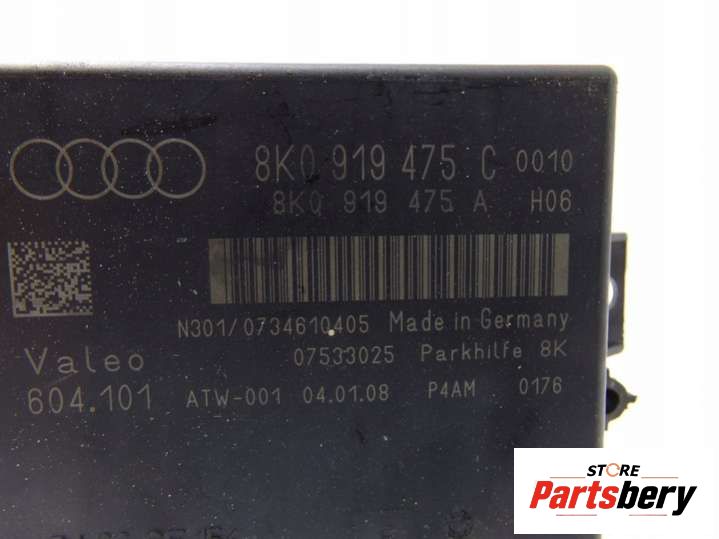 8K0 919 475 C 0010
8K0 919 475 A H06
N301/0734610405 Made in Germany
Valeo 07533025 Parkhilfe 8K
604.101 ATW-001 04.01.08 P4AM 0176
STORE
Partsbery